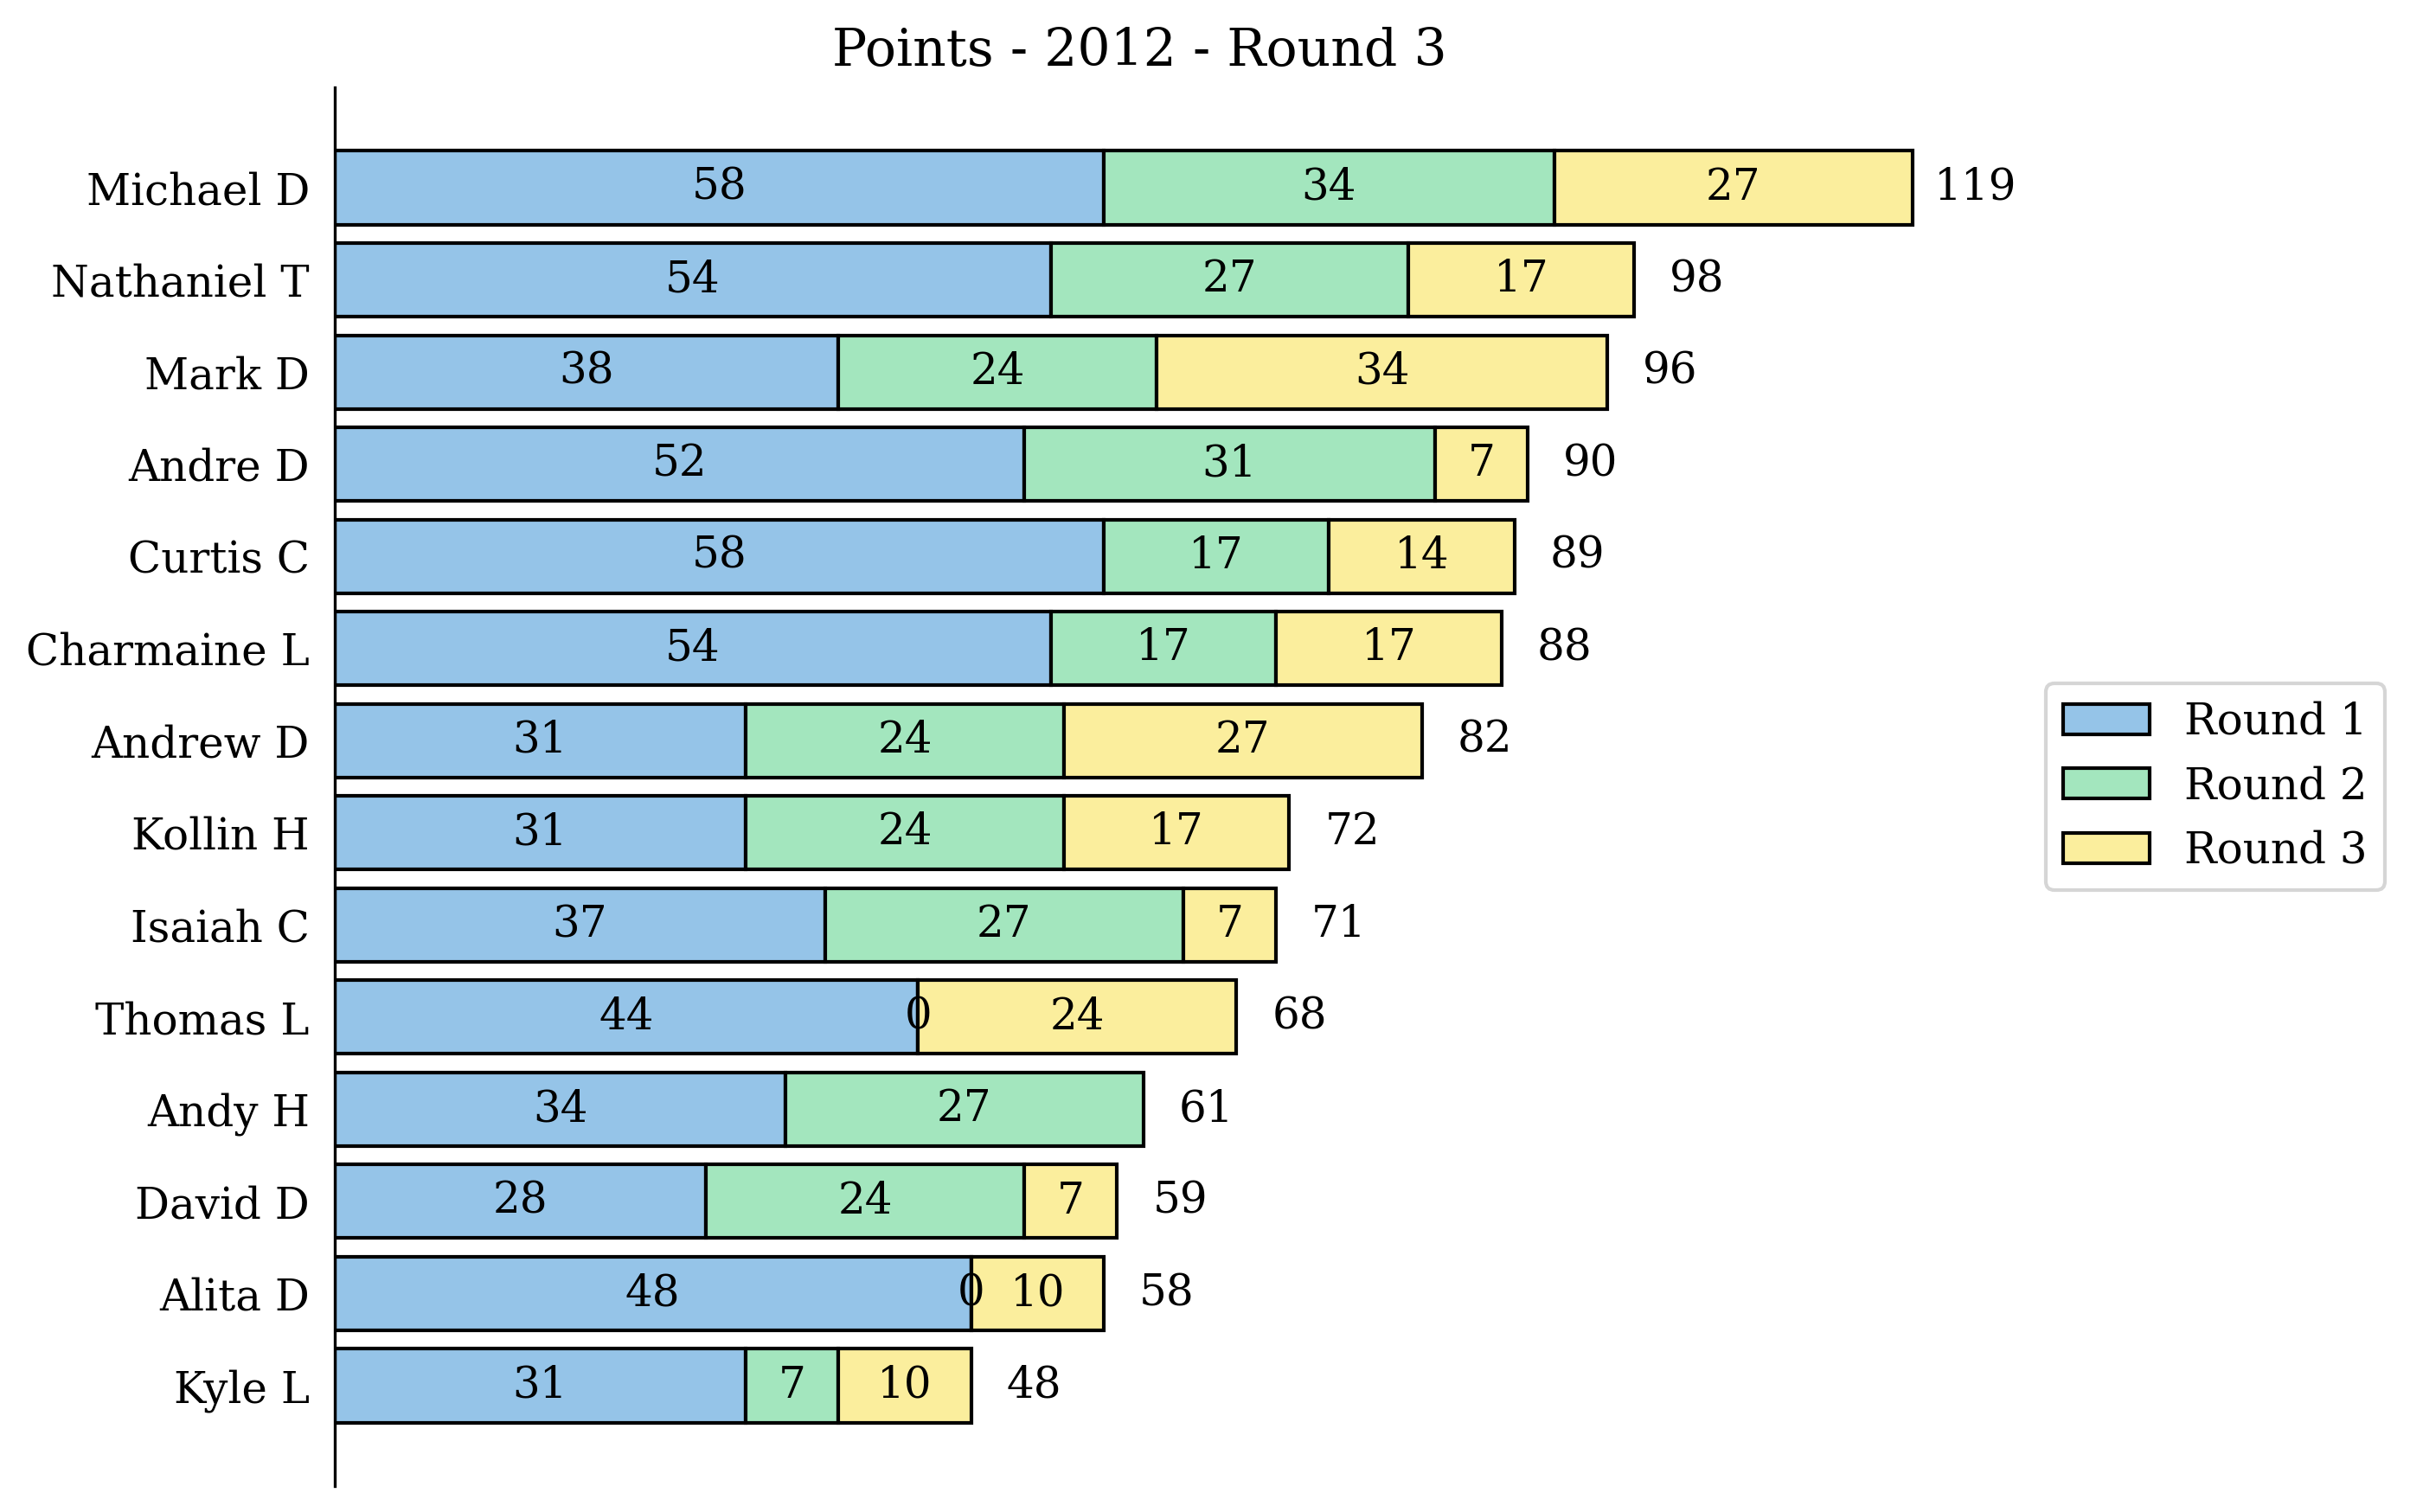 Points - 2012 - Round 3
Michael D 58 34 27 119
Nathaniel T 54 27 17 98
Mark D 38 24 34 96
Andre D 52 31 7 90
Curtis C 58 17 14 89
Charmaine L 54 17 17 88
Andrew D 31 24 27 82
Kollin H 31 24 17 72
Isaiah C 37 27 7 71
Thomas L 44 0 24 68
Andy H 34 27 61
David D 28 24 7 59
Alita D 48 0 10 58
Kyle L 31 7 10 48
Round 1
Round 2
Round 3